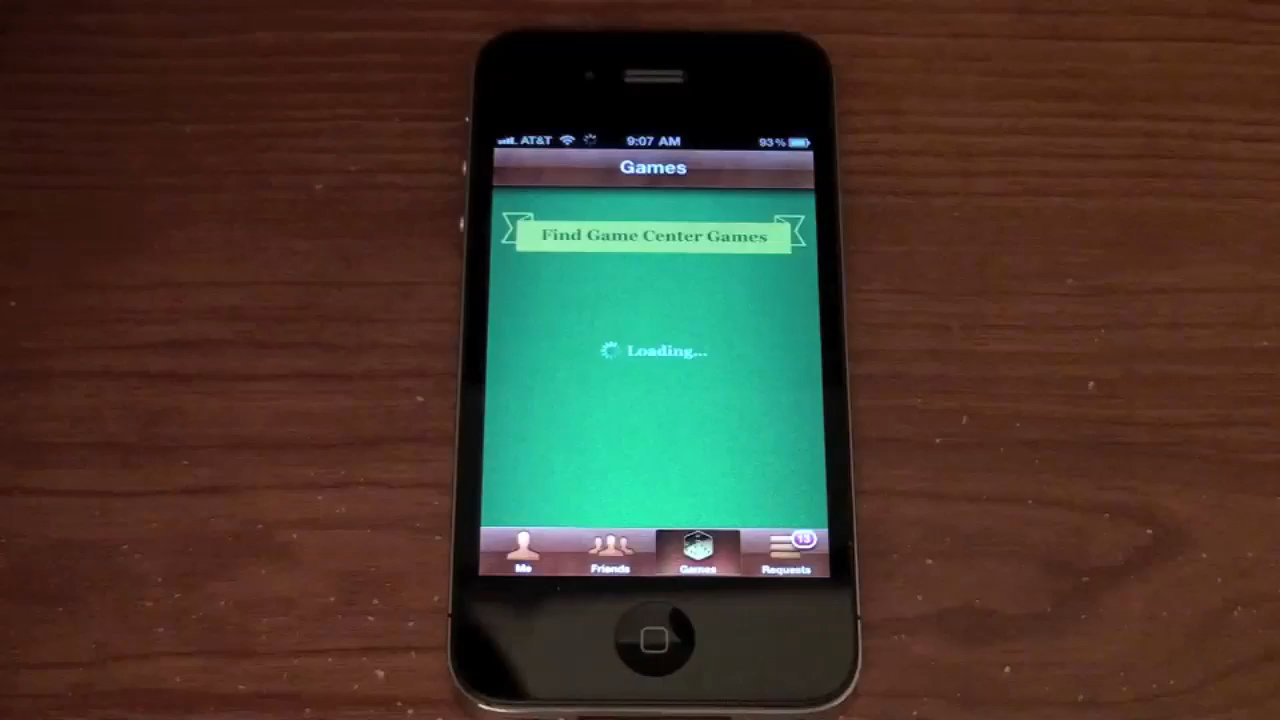 AT&T 9:07 AM 93%
Games
Find Game Center Games
Loading...
13
Me Friends Games Requests